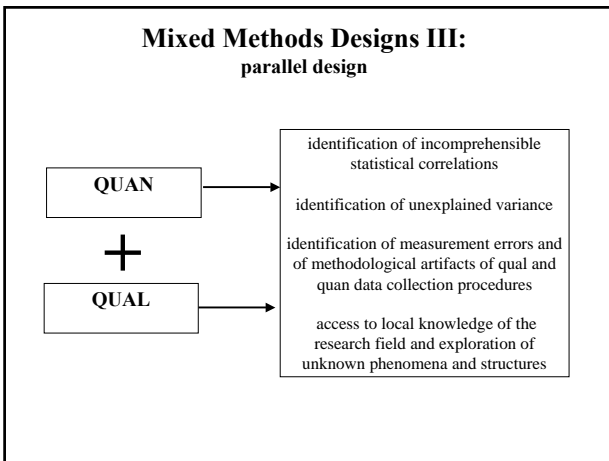 Mixed Methods Designs III:
parallel design
QUAN
+
QUAL
identification of incomprehensible
statistical correlations
identification of unexplained variance
identification of measurement errors and
of methodological artifacts of qual and
quan data collection procedures
access to local knowledge of the
research field and exploration of
unknown phenomena and structures